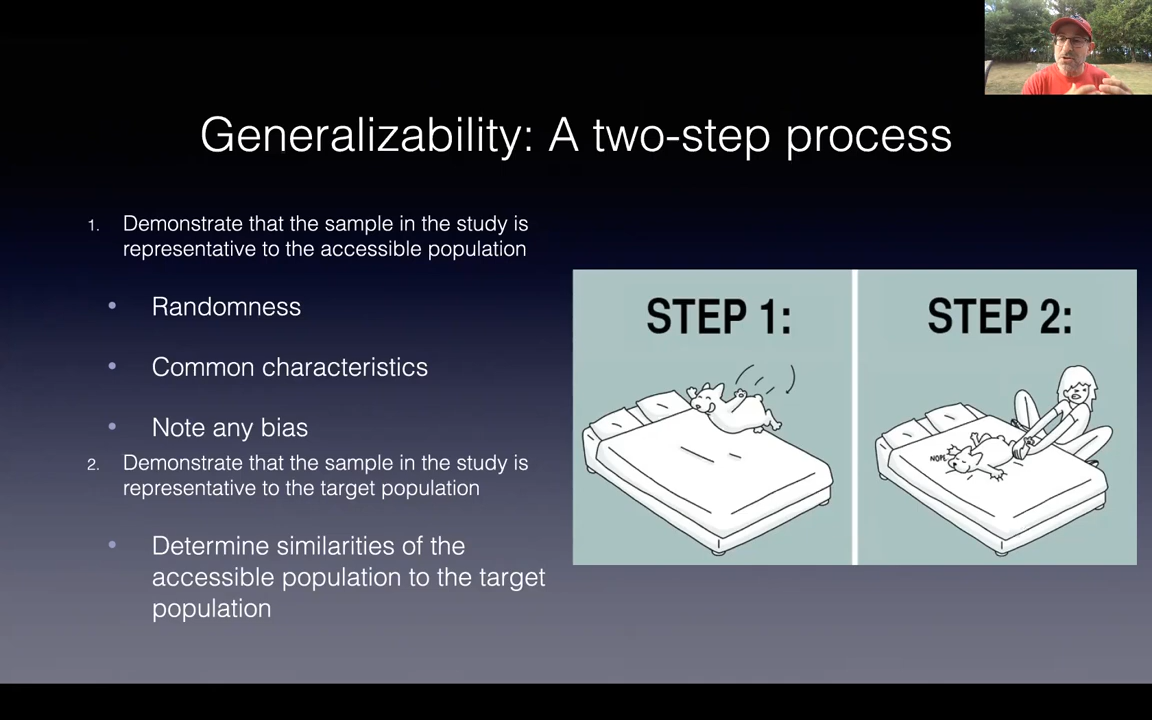 Generalizability: A two-step process
1. Demonstrate that the sample in the study is
representative to the accessible population
• Randomness
• Common characteristics
• Note any bias
2. Demonstrate that the sample in the study is
representative to the target population
• Determine similarities of the
accessible population to the target
population
STEP 1:
STEP 2:
NOPE